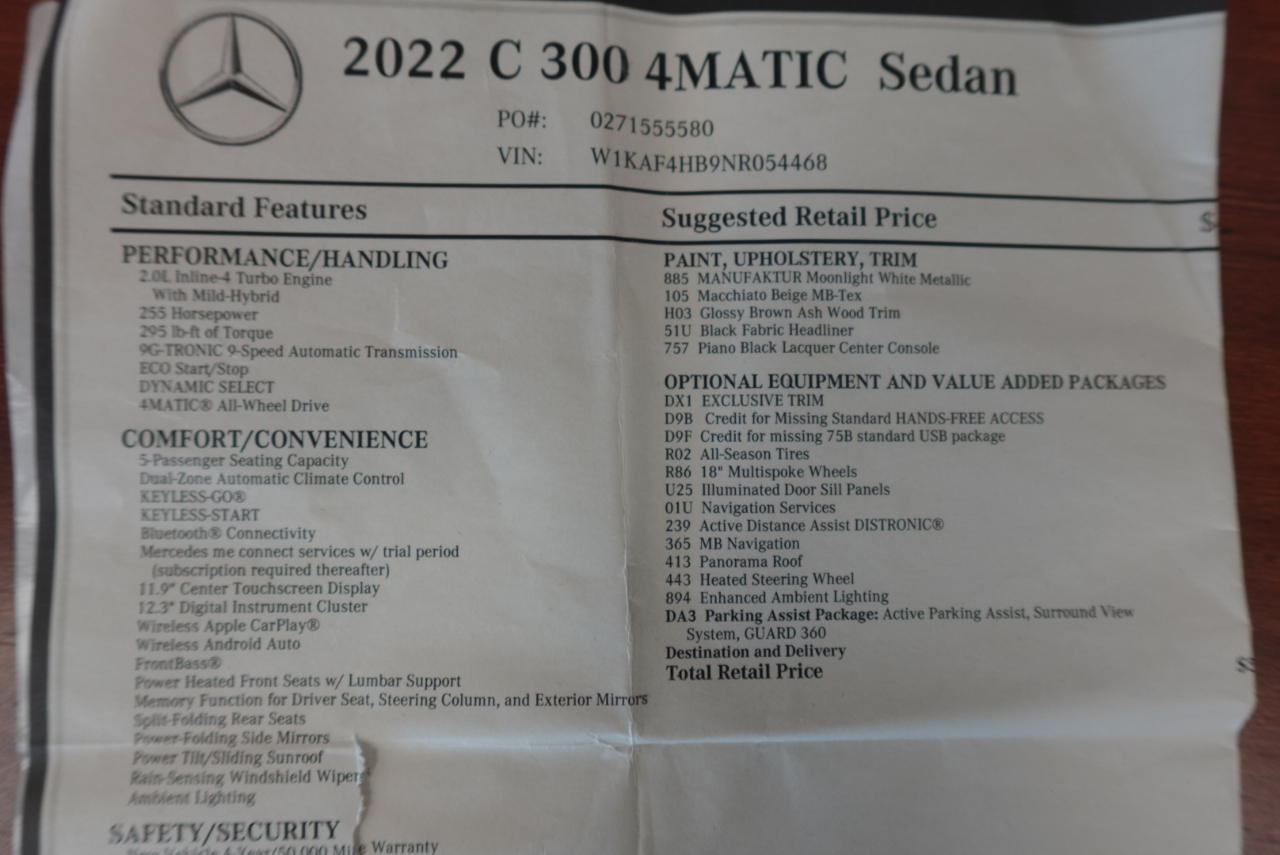 2022 C 300 4MATIC Sedan
PO#: 0271555580
VIN: W1KAF4HB9NR054468
Standard Features
PERFORMANCE/HANDLING
2.0L Inline-4 Turbo Engine
With Mild-Hybrid
255 Horsepower
295 lb-ft of Torque
9G-TRONIC 9-Speed Automatic Transmission
ECO Start/Stop
DYNAMIC SELECT
4MATIC® All-Wheel Drive
COMFORT/CONVENIENCE
5-Passenger Seating Capacity
Dual-Zone Automatic Climate Control
KEYLESS-GO®
KEYLESS-START
Bluetooth® Connectivity
Mercedes me connect services w/ trial period
(subscription required thereafter)
11.9" Center Touchscreen Display
12.3" Digital Instrument Cluster
Wireless Apple CarPlay®
Wireless Android Auto
FrontBass®
Power Heated Front Seats w/ Lumbar Support
Memory Function for Driver Seat, Steering Column, and Exterior Mirrors
Split-Folding Rear Seats
Power-Folding Side Mirrors
Power Tilt/Sliding Sunroof
Rain-Sensing Windshield Wipers
Ambient Lighting
SAFETY/SECURITY
50,000 Mile Warranty
Suggested Retail Price $
PAINT, UPHOLSTERY, TRIM
885 MANUFAKTUR Moonlight White Metallic
105 Macchiato Beige MB-Tex
H03 Glossy Brown Ash Wood Trim
51U Black Fabric Headliner
757 Piano Black Lacquer Center Console
OPTIONAL EQUIPMENT AND VALUE ADDED PACKAGES
DX1 EXCLUSIVE TRIM
D9B Credit for Missing Standard HANDS-FREE ACCESS
D9F Credit for missing 75B standard USB package
R02 All-Season Tires
R86 18" Multispoke Wheels
U25 Illuminated Door Sill Panels
01U Navigation Services
239 Active Distance Assist DISTRONIC®
365 MB Navigation
413 Panorama Roof
443 Heated Steering Wheel
894 Enhanced Ambient Lighting
DA3 Parking Assist Package: Active Parking Assist, Surround View
System, GUARD 360
Destination and Delivery
Total Retail Price $